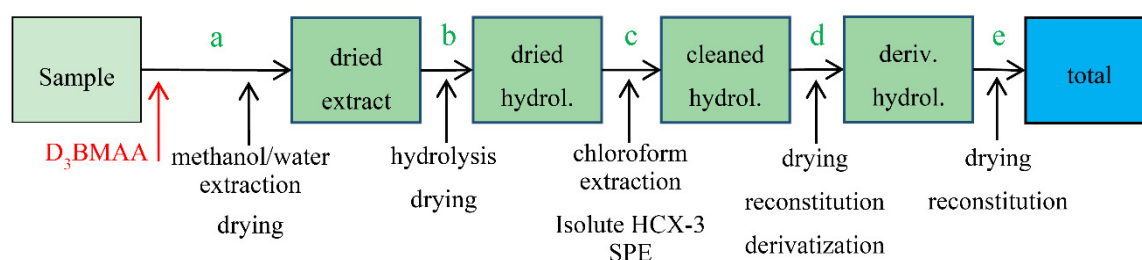 a
b
c
d
e
Sample
dried
extract
dried
hydrol.
cleaned
hydrol.
deriv.
hydrol.
total
D₃BMAA
methanol/water
extraction
drying
hydrolysis
drying
chloroform
extraction
Isolute HCX-3
SPE
drying
reconstitution
derivatization
drying
reconstitution